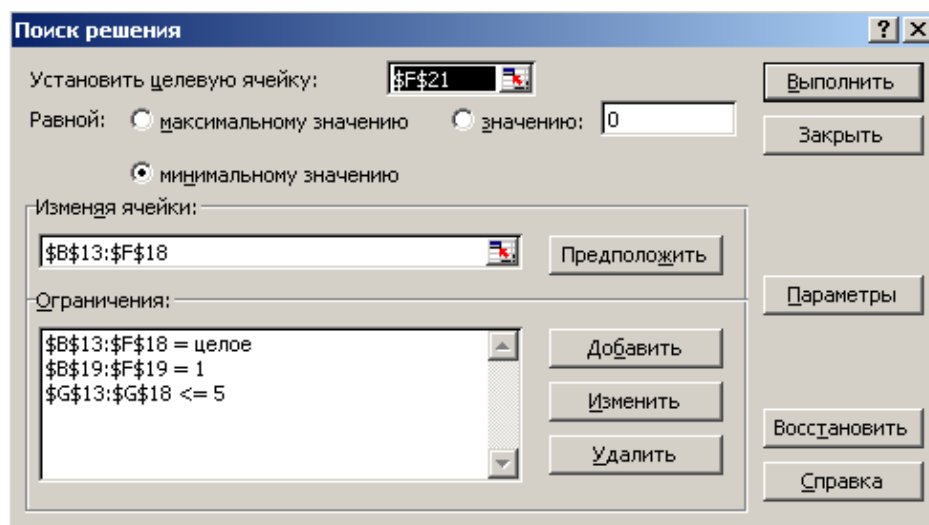 Поиск решения ? ×
Установить целевую ячейку: $F$21 Выполнить
Равной: максимальному значению значению: 0 Закрыть
минимальному значению
Изменяя ячейки:
$B$13:$F$18 Предположить
Ограничения: Параметры
$B$13:$F$18 = целое Добавить
$B$19:$F$19 = 1
$G$13:$G$18 <= 5
Изменить
Восстановить
Удалить
Справка